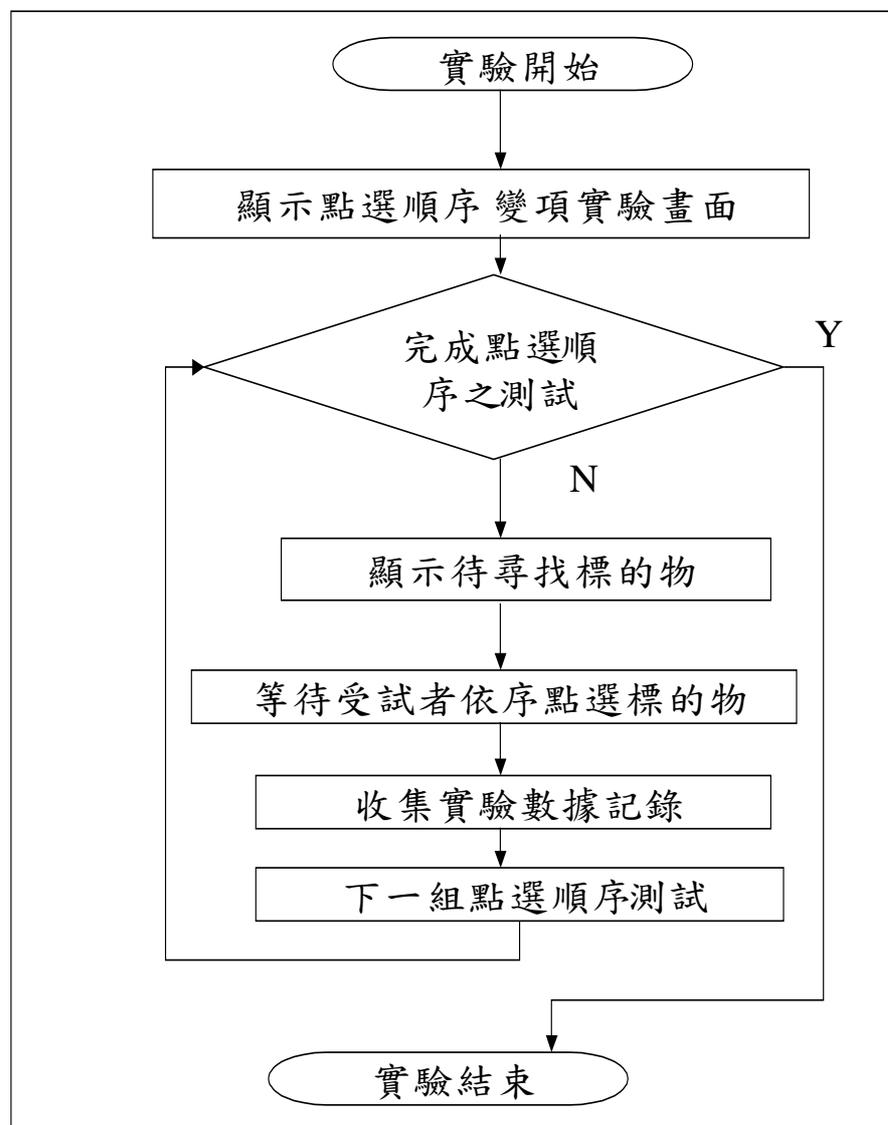 實驗開始
顯示點選順序變項實驗畫面
完成點選順
序之測試
Y
N
顯示待尋找標的物
等待受試者依序點選標的物
收集實驗數據記錄
下一組點選順序測試
實驗結束